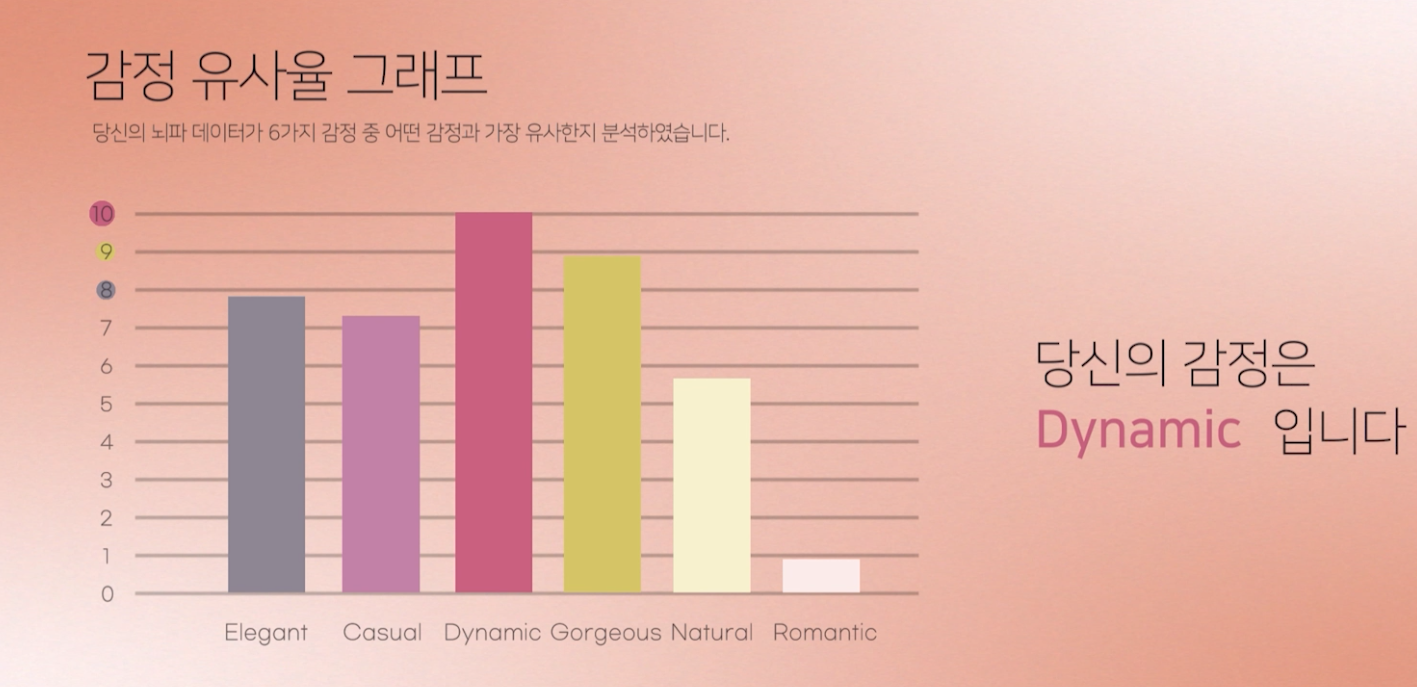 감정 유사율 그래프
당신의 뇌파 데이터가 6가지 감정 중 어떤 감정과 가장 유사한지 분석하였습니다.
10
9
8
7
6
5
4
3
2
1
0
Elegant Casual Dynamic Gorgeous Natural Romantic
당신의 감정은
Dynamic 입니다